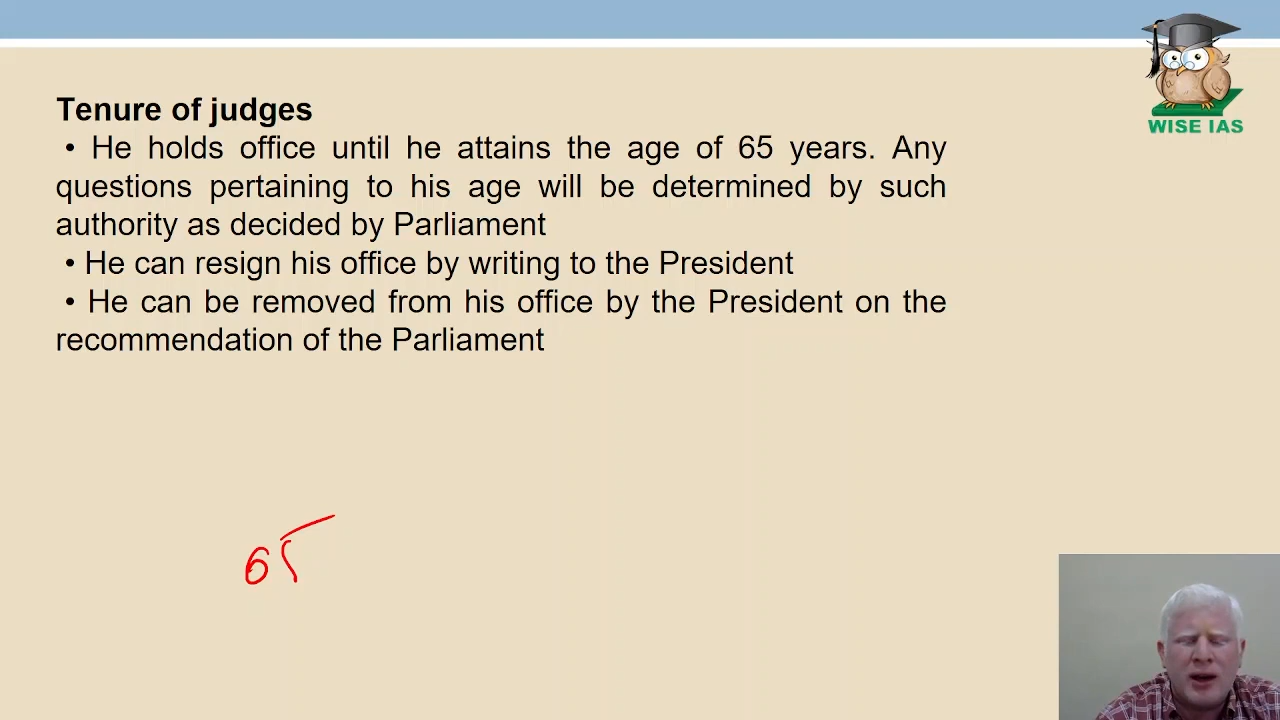 WISE IAS
Tenure of judges
• He holds office until he attains the age of 65 years. Any
questions pertaining to his age will be determined by such
authority as decided by Parliament
• He can resign his office by writing to the President
• He can be removed from his office by the President on the
recommendation of the Parliament
65